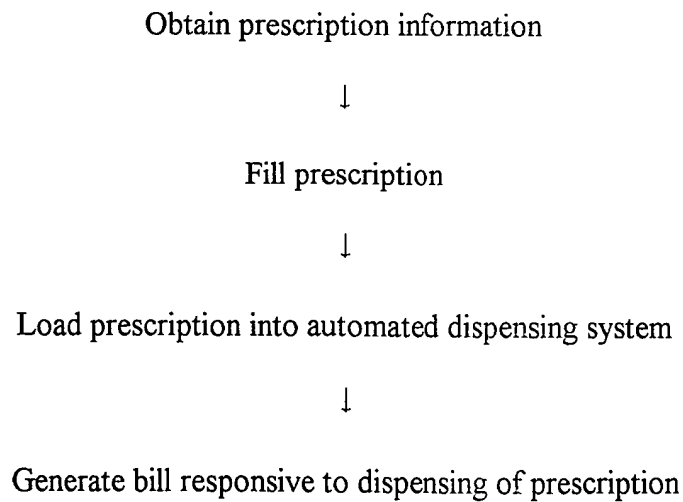 Obtain prescription information
↓
Fill prescription
↓
Load prescription into automated dispensing system
↓
Generate bill responsive to dispensing of prescription